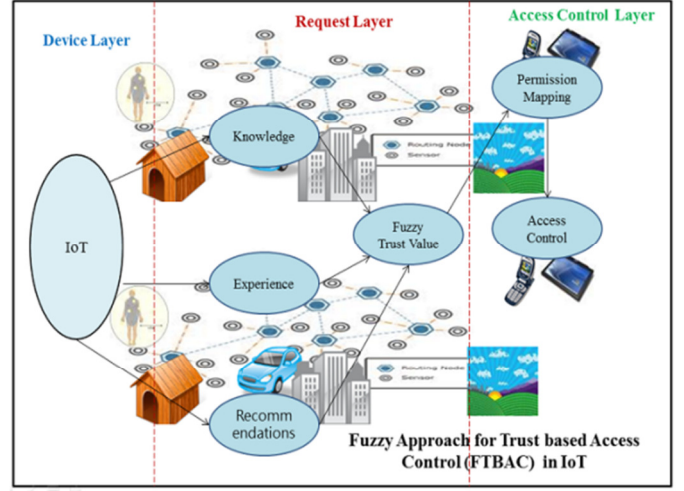 Device Layer
Request Layer
Access Control Layer
Permission
Mapping
Knowledge
Routing Node
Sensor
Fuzzy
Trust Value
Access
Control
IoT
Experience
Routing Node
Sensor
Recomm
endations
Fuzzy Approach for Trust based Access
Control (FTBAC) in IoT